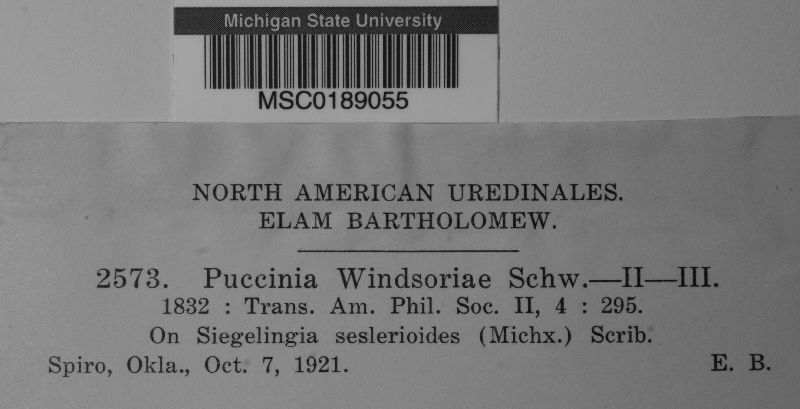 Michigan State University
MSC0189055
NORTH AMERICAN UREDINALES.
ELAM BARTHOLOMEW.
2573. Puccinia Windsoriae Schw.—II—III.
1832 : Trans. Am. Phil. Soc. II, 4 : 295.
On Siegelingia seslerioides (Michx.) Scrib.
Spiro, Okla., Oct. 7, 1921. E. B.